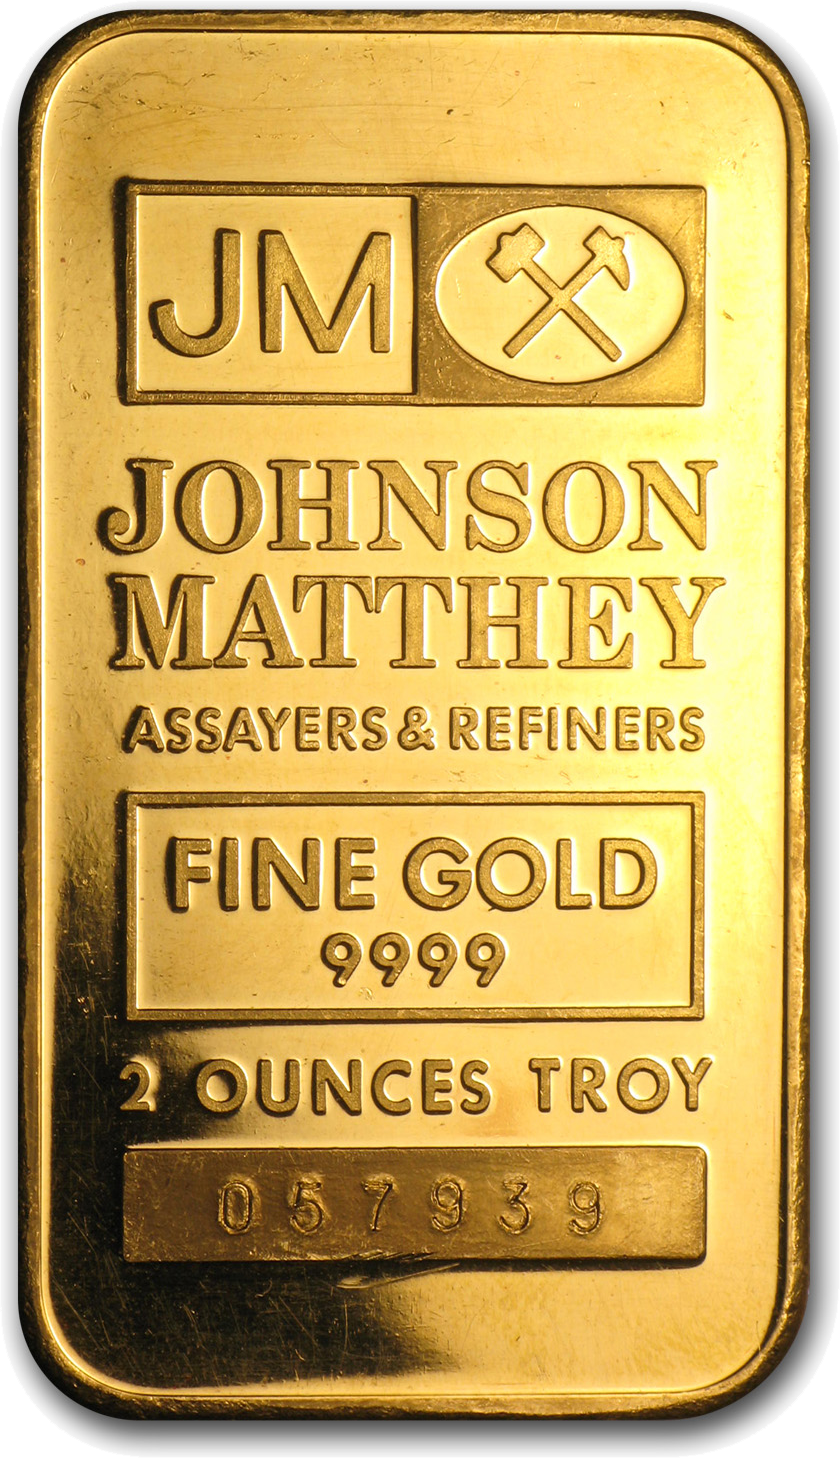 JM
JOHNSON
MATTHEY
ASSAYERS & REFINERS
FINE GOLD
9999
2 OUNCES TROY
057939